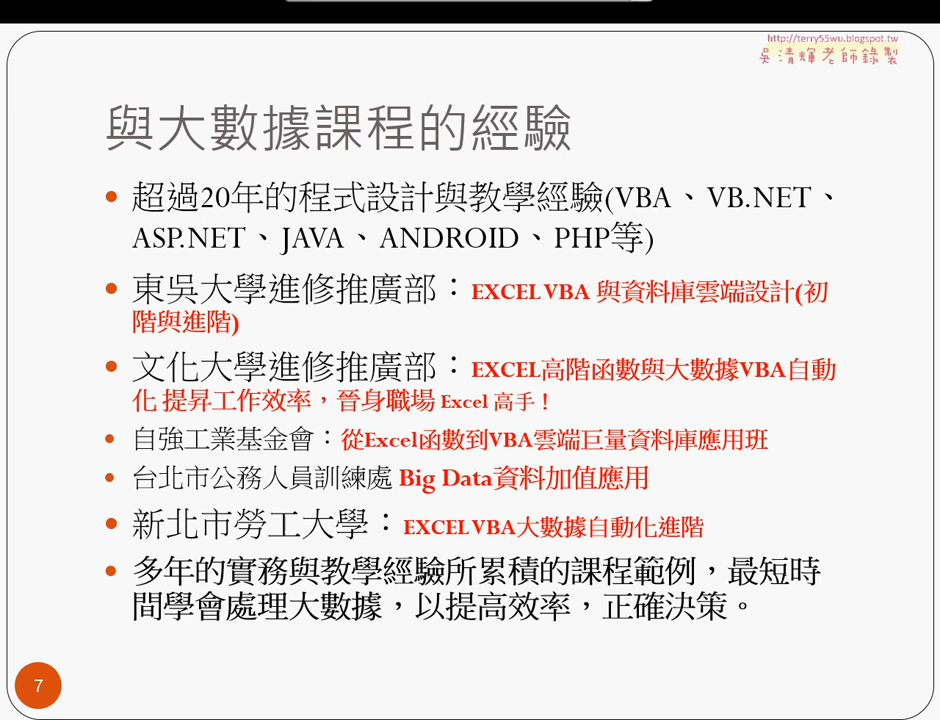 http://terry55wu.blogspot.tw
吳清輝老師錄製
與大數據課程的經驗
• 超過20年的程式設計與教學經驗(VBA、VB.NET、
ASP.NET、JAVA、ANDROID、PHP等)
• 東吳大學進修推廣部：EXCEL VBA 與資料庫雲端設計(初
階與進階)
• 文化大學進修推廣部：EXCEL高階函數與大數據VBA自動
化 提昇工作效率，晉身職場 Excel 高手！
• 自強工業基金會：從Excel函數到VBA雲端巨量資料庫應用班
• 台北市公務人員訓練處 Big Data資料加值應用
• 新北市勞工大學： EXCEL VBA大數據自動化進階
• 多年的實務與教學經驗所累積的課程範例，最短時
間學會處理大數據，以提高效率，正確決策。
7